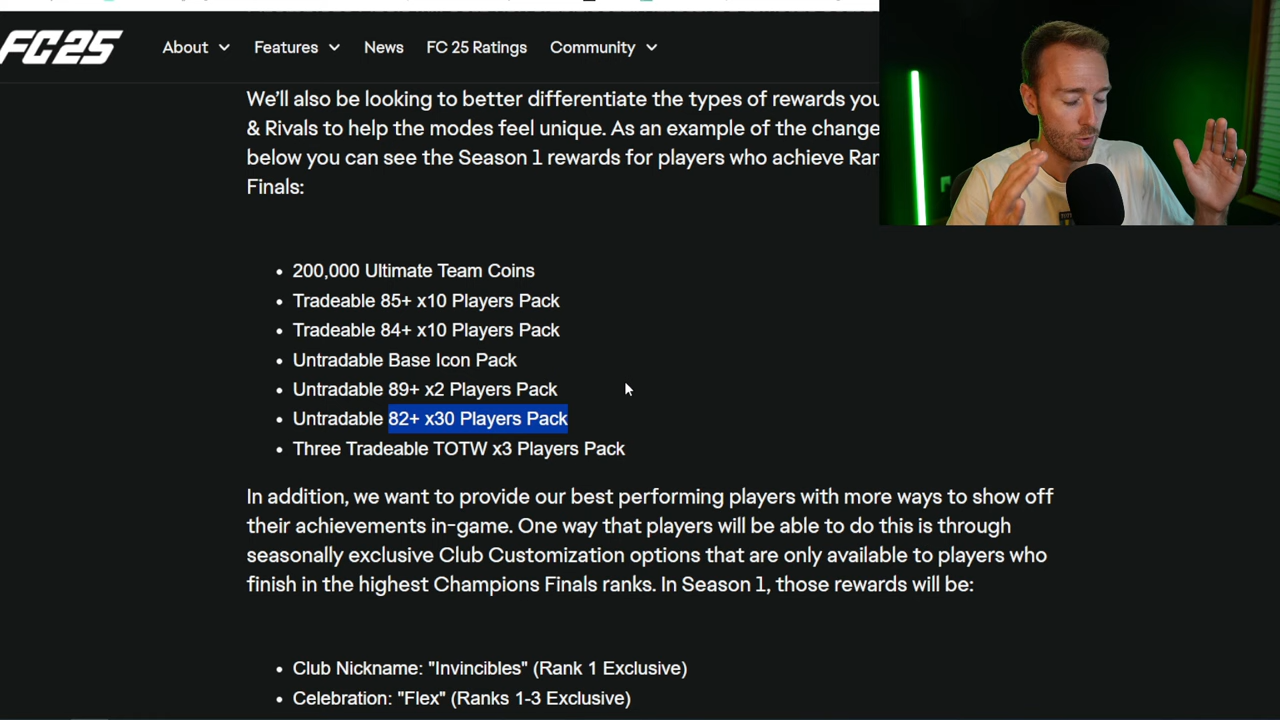 FC25
About
Features
News
FC 25 Ratings
Community
We'll also be looking to better differentiate the types of rewards you
& Rivals to help the modes feel unique. As an example of the change
below you can see the Season 1 rewards for players who achieve Ran
Finals:
• 200,000 Ultimate Team Coins
• Tradeable 85+ x10 Players Pack
• Tradeable 84+ x10 Players Pack
• Untradable Base Icon Pack
• Untradable 89+ x2 Players Pack
• Untradable 82+ x30 Players Pack
• Three Tradeable TOTW x3 Players Pack
In addition, we want to provide our best performing players with more ways to show off
their achievements in-game. One way that players will be able to do this is through
seasonally exclusive Club Customization options that are only available to players who
finish in the highest Champions Finals ranks. In Season 1, those rewards will be:
• Club Nickname: "Invincibles" (Rank 1 Exclusive)
• Celebration: "Flex" (Ranks 1-3 Exclusive)